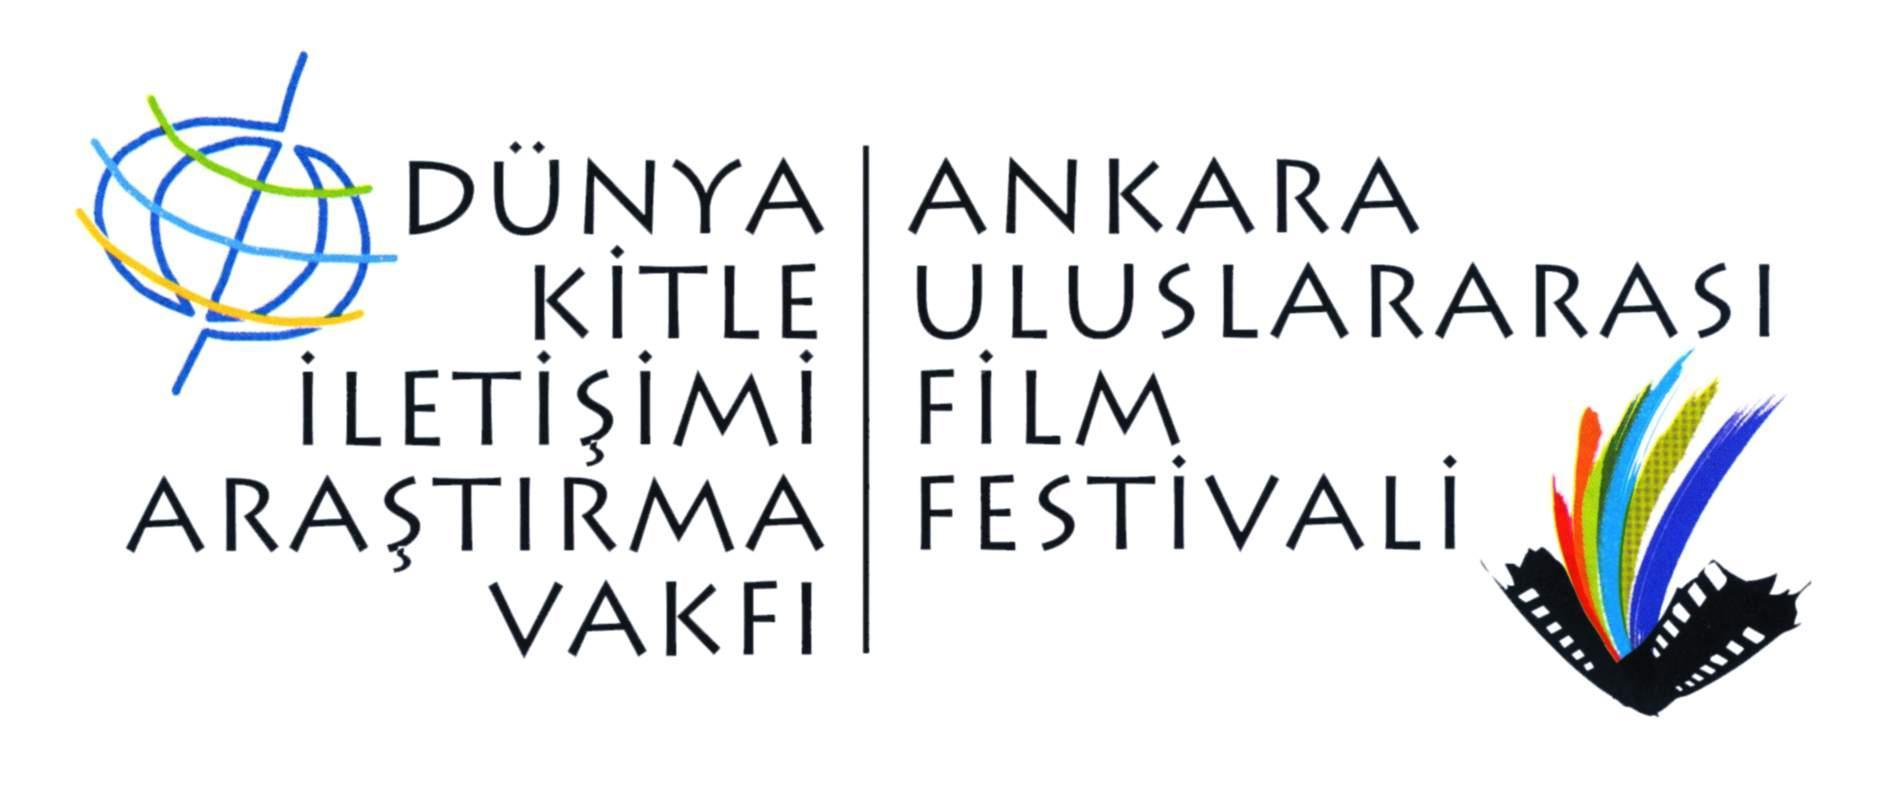 DÜNYA
KİTLE
İLETİŞİMİ
ARAŞTIRMA
VAKFI
ANKARA
ULUSLARARASI
FİLM
FESTİVALİ